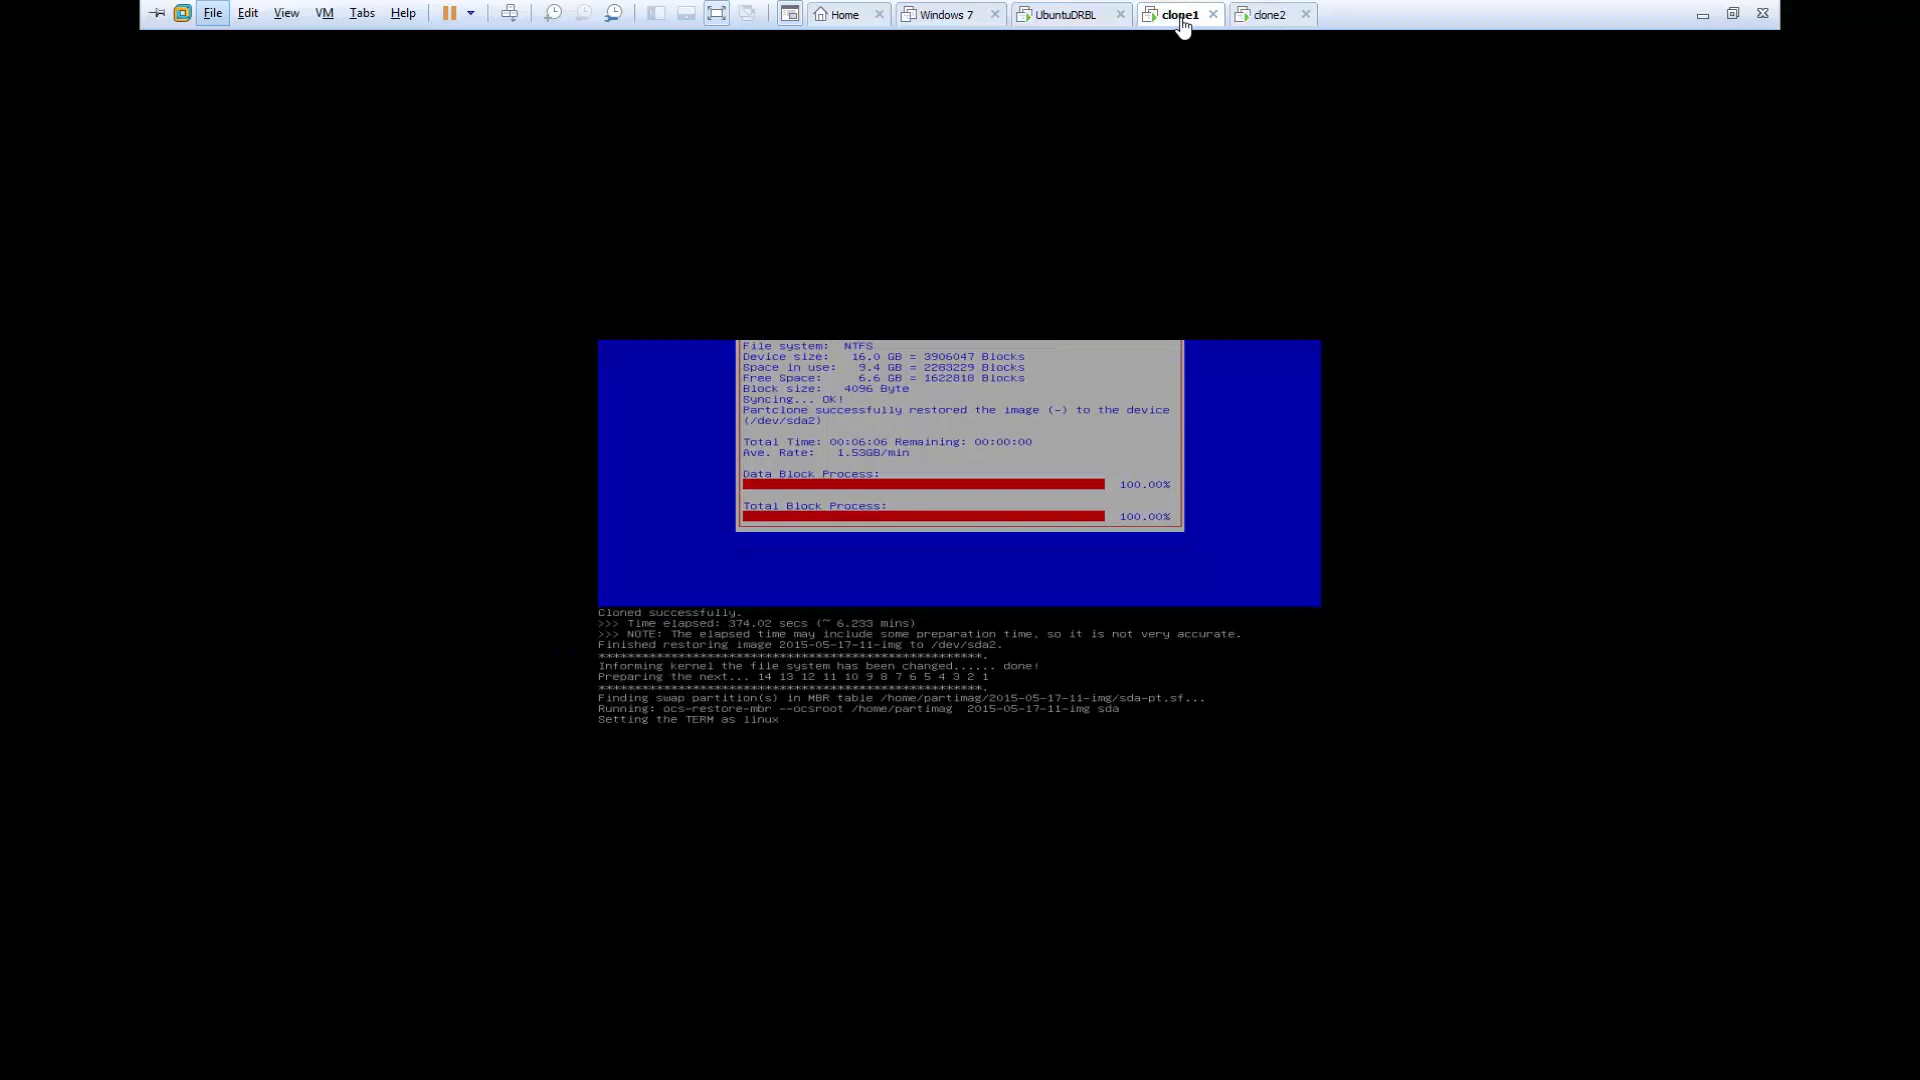 File Edit View VM Tabs Help Home Windows 7 UbuntuDRBL clone1 clone2
File system: NTFS
Device size: 16.0 GB = 3906047 Blocks
Space in use: 9.4 GB = 2283229 Blocks
Free Space: 6.6 GB = 1622818 Blocks
Block size: 4096 Byte
Syncing... OK!
Partclone successfully restored the image (-) to the device
(/dev/sda2)
Total Time: 00:06:06 Remaining: 00:00:00
Ave. Rate: 1.53GB/min
Data Block Process:
100.00%
Total Block Process:
100.00%
Cloned successfully.
>>> Time elapsed: 374.02 secs (~ 6.233 mins)
>>> NOTE: The elapsed time may include some preparation time, so it is not very accurate.
Finished restoring image 2015-05-17-11-img to /dev/sda2.
*****************************************************.
Informing kernel the file system has been changed...... done!
Preparing the next... 14 13 12 11 10 9 8 7 6 5 4 3 2 1
*****************************************************.
Finding swap partition(s) in MBR table /home/partimag/2015-05-17-11-img/sda-pt.sf...
Running: ocs-restore-mbr --ocsroot /home/partimag 2015-05-17-11-img sda
Setting the TERM as linux